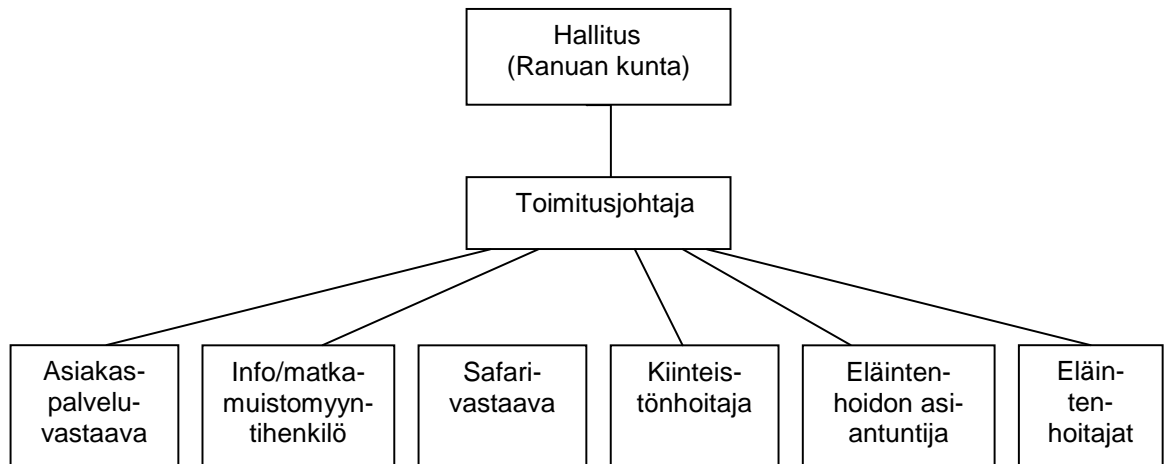 Hallitus
(Ranuan kunta)
Toimitusjohtaja
Asiakas-
palvelu-
vastaava
Info/matka-
muistomyyn-
tihenkilö
Safari-
vastaava
Kiinteis-
tönhoitaja
Eläinten-
hoidon asi-
antuntija
Eläin-
ten-
hoitajat